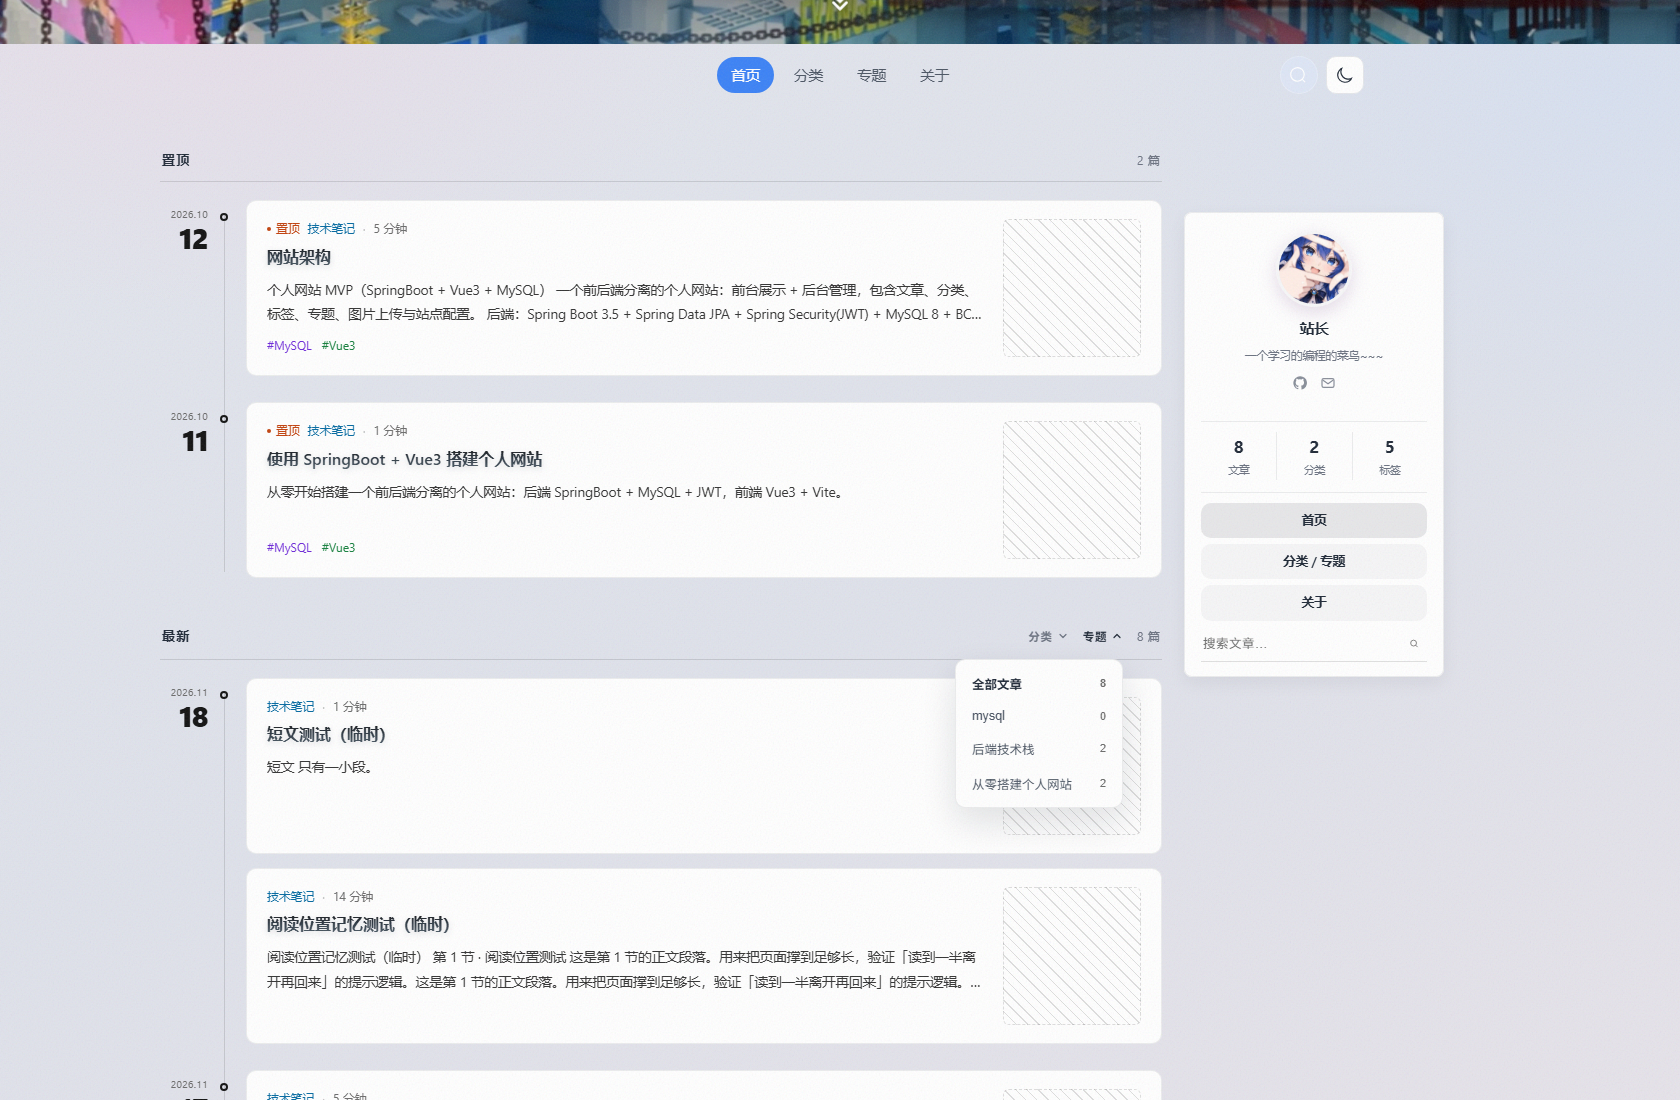 首页 分类 专题 关于
置顶 2 篇
2026.10
12
置顶 技术笔记 · 5 分钟
网站架构
个人网站 MVP（SpringBoot + Vue3 + MySQL） 一个前后端分离的个人网站：前台展示 + 后台管理，包含文章、分类、
标签、专题、图片上传与站点配置。 后端：Spring Boot 3.5 + Spring Data JPA + Spring Security(JWT) + MySQL 8 + BC...
#MySQL #Vue3
2026.10
11
置顶 技术笔记 · 1 分钟
使用 SpringBoot + Vue3 搭建个人网站
从零开始搭建一个前后端分离的个人网站：后端 SpringBoot + MySQL + JWT，前端 Vue3 + Vite。
#MySQL #Vue3
站长
一个学习的编程的菜鸟~~~
8 2 5
文章 分类 标签
首页
分类 / 专题
关于
搜索文章...
最新 分类 专题 8 篇
全部文章 8
mysql 0
后端技术栈 2
从零搭建个人网站 2
2026.11
18
技术笔记 · 1 分钟
短文测试（临时）
短文 只有一小段。
技术笔记 · 14 分钟
阅读位置记忆测试（临时）
阅读位置记忆测试（临时） 第 1 节 · 阅读位置测试 这是第 1 节的正文段落。用来把页面撑到足够长，验证「读到一半离
开再回来」的提示逻辑。这是第 1 节的正文段落。用来把页面撑到足够长，验证「读到一半离开再回来」的提示逻辑。...
2026.11
技术笔记 · 5 分钟